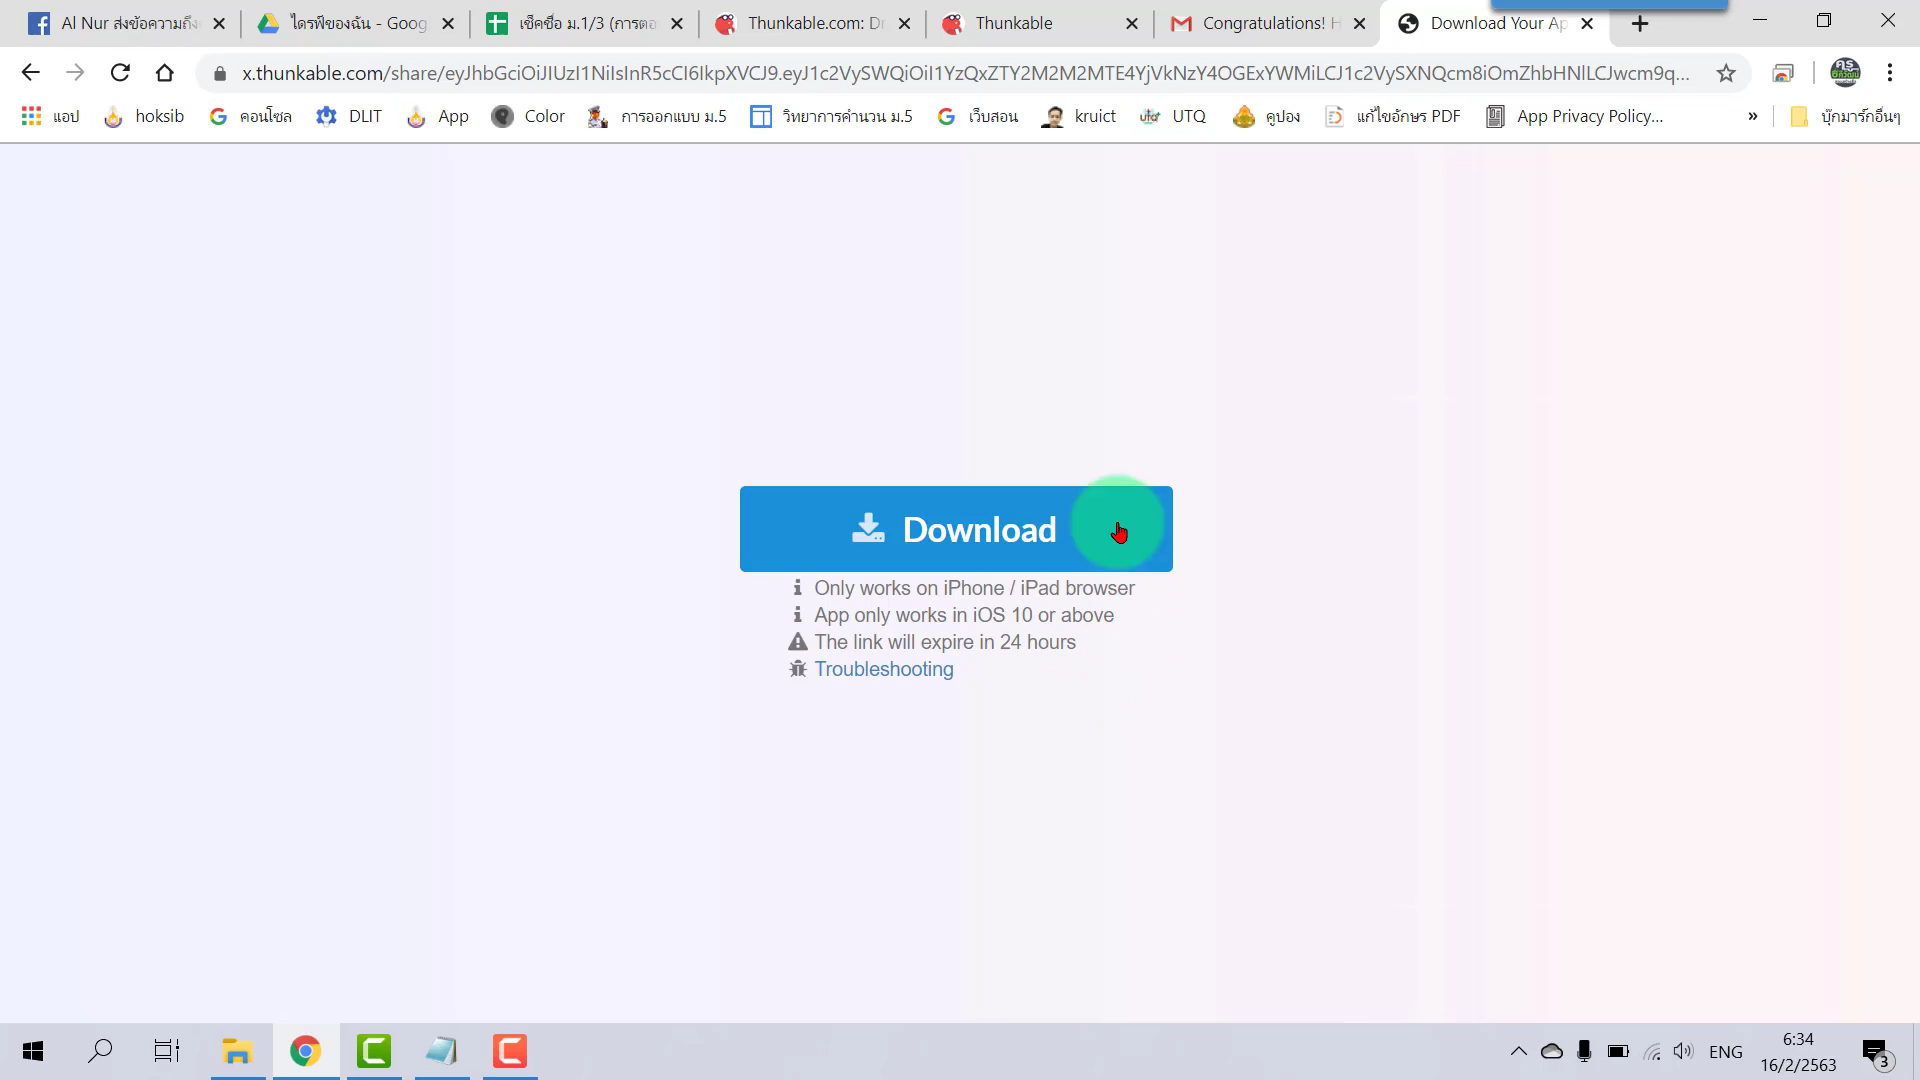 Al Nur ส่งข้อความถึง
ไดรฟ์ของฉัน - Goog
เช็คชื่อ ม.1/3 (การตอ
Thunkable.com: Dr
Thunkable
Congratulations! H
Download Your Ap
x.thunkable.com/share/eyJhbGciOiJIUzI1NiIsInR5cCI6IkpXVCJ9.eyJ1c2VySWQiOiI1YzQxZTY2M2M2MTE4YjVkNzY4OGExYWMiLCJ1c2VySXNQcm8iOmZhbHNlLCJwcm9q...
แอป
hoksib
คอนโซล
DLIT
App
Color
การออกแบบ ม.5
วิทยาการคำนวน ม.5
เว็บสอน
kruict
UTQ
คูปอง
แก้ไขอักษร PDF
App Privacy Policy...
»
บุ๊กมาร์กอื่นๆ
Download
Only works on iPhone / iPad browser
App only works in iOS 10 or above
The link will expire in 24 hours
Troubleshooting
ENG
6:34
16/2/2563
3